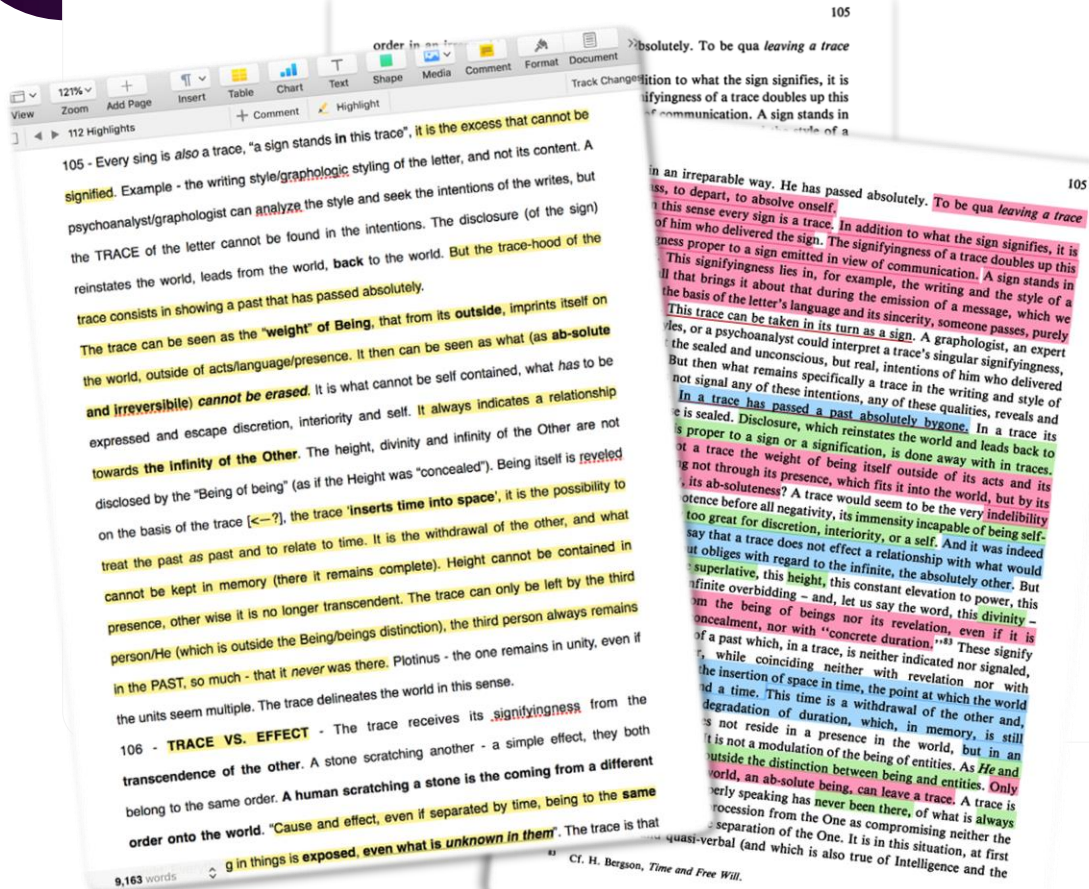 105
order in an
bsolutely. To be qua leaving a trace
dition to what the sign signifies, it is
nifyingness of a trace doubles up this
of communication. A sign stands in
style of a
View
121%
Zoom
Add Page
Insert
Table
Chart
Text
Shape
Media
Comment
Format
Document
112 Highlights
+ Comment
Highlight
Track Changes
105 - Every sing is also a trace, “a sign stands in this trace”, it is the excess that cannot be
signified. Example - the writing style/graphologic styling of the letter, and not its content. A
psychoanalyst/graphologist can analyze the style and seek the intentions of the writes, but
the TRACE of the letter cannot be found in the intentions. The disclosure (of the sign)
reinstates the world, leads from the world, back to the world. But the trace-hood of the
trace consists in showing a past that has passed absolutely.
The trace can be seen as the “weight” of Being, that from its outside, imprints itself on
the world, outside of acts/language/presence. It then can be seen as what (as ab-solute
and irreversibile) cannot be erased. It is what cannot be self contained, what has to be
expressed and escape discretion, interiority and self. It always indicates a relationship
towards the infinity of the Other. The height, divinity and infinity of the Other are not
disclosed by the “Being of being” (as if the Height was “concealed”). Being itself is reveled
on the basis of the trace [<—?], the trace ‘inserts time into space’, it is the possibility to
treat the past as past and to relate to time. It is the withdrawal of the other, and what
cannot be kept in memory (there it remains complete). Height cannot be contained in
presence, other wise it is no longer transcendent. The trace can only be left by the third
person/He (which is outside the Being/beings distinction), the third person always remains
in the PAST, so much - that it never was there. Plotinus - the one remains in unity, even if
the units seem multiple. The trace delineates the world in this sense.
106 - TRACE VS. EFFECT - The trace receives its signifyingness from the
transcendence of the other. A stone scratching another - a simple effect, they both
belong to the same order. A human scratching a stone is the coming from a different
order onto the world. “Cause and effect, even if separated by time, being to the same
g in things is exposed, even what is unknown in them”. The trace is that
9,163 words
105
in an irreparable way. He has passed absolutely. To be qua leaving a trace
ss, to depart, to absolve onself.
n this sense every sign is a trace. In addition to what the sign signifies, it is
of him who delivered the sign. The signifyingness of a trace doubles up this
gness proper to a sign emitted in view of communication. A sign stands in
This signifyingness lies in, for example, the writing and the style of a
ll that brings it about that during the emission of a message, which we
the basis of the letter’s language and its sincerity, someone passes, purely
This trace can be taken in its turn as a sign. A graphologist, an expert
les, or a psychoanalyst could interpret a trace’s singular signifyingness,
the sealed and unconscious, but real, intentions of him who delivered
But then what remains specifically a trace in the writing and style of
not signal any of these intentions, any of these qualities, reveals and
In a trace has passed a past absolutely bygone. In a trace its
e is sealed. Disclosure, which reinstates the world and leads back to
s proper to a sign or a signification, is done away with in traces.
ot a trace the weight of being itself outside of its acts and its
ng not through its presence, which fits it into the world, but by its
, its ab-soluteness? A trace would seem to be the very indelibility
otence before all negativity, its immensity incapable of being self-
too great for discretion, interiority, or a self. And it was indeed
say that a trace does not effect a relationship with what would
ut obliges with regard to the infinite, the absolutely other. But
superlative, this height, this constant elevation to power, this
nfinite overbidding – and, let us say the word, this divinity –
om the being of beings nor its revelation, even if it is
oncealment, nor with “concrete duration.”83 These signify
of a past which, in a trace, is neither indicated nor signaled,
, while coinciding neither with revelation nor with
the insertion of space in time, the point at which the world
nd a time. This time is a withdrawal of the other and,
degradation of duration, which, in memory, is still
s not reside in a presence in the world, but in an
It is not a modulation of the being of entities. As He and
outside the distinction between being and entities. Only
orld, an ab-solute being, can leave a trace. A trace is
erly speaking has never been there, of what is always
rocession from the One as compromising neither the
separation of the One. It is in this situation, at first
quasi-verbal (and which is also true of Intelligence and the
83 Cf. H. Bergson, Time and Free Will.